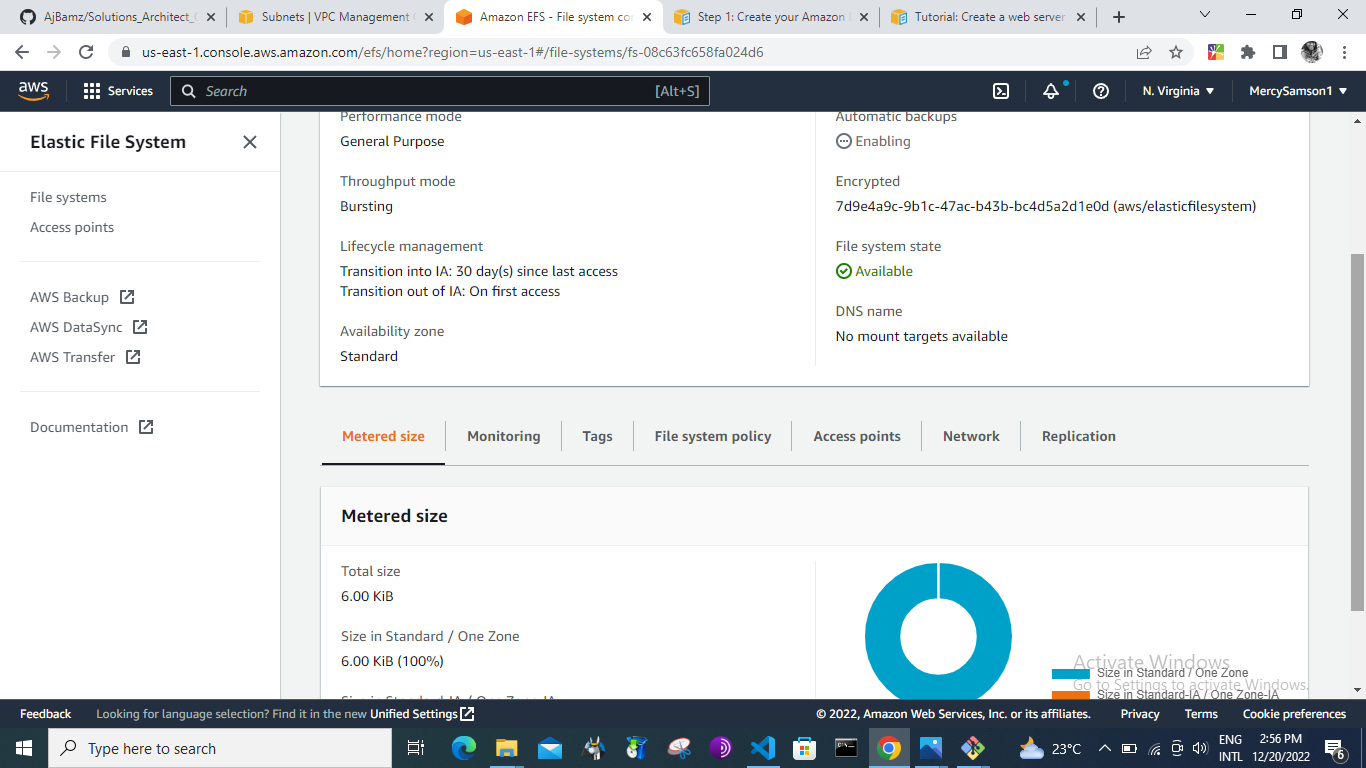 AjBamz/Solutions_Architect_
Subnets | VPC Management
Amazon EFS - File system con
Step 1: Create your Amazon
Tutorial: Create a web server
us-east-1.console.aws.amazon.com/efs/home?region=us-east-1#/file-systems/fs-08c63fc658fa024d6
aws
Services
Search
[Alt+S]
N. Virginia
MercySamson1
Elastic File System
File systems
Access points
AWS Backup
AWS DataSync
AWS Transfer
Documentation
Performance mode
General Purpose
Throughput mode
Bursting
Lifecycle management
Transition into IA: 30 day(s) since last access
Transition out of IA: On first access
Availability zone
Standard
Automatic backups
Enabling
Encrypted
7d9e4a9c-9b1c-47ac-b43b-bc4d5a2d1e0d (aws/elasticfilesystem)
File system state
Available
DNS name
No mount targets available
Metered size
Monitoring
Tags
File system policy
Access points
Network
Replication
Metered size
Total size
6.00 KiB
Size in Standard / One Zone
6.00 KiB (100%)
Size in Standard-IA / One Zone-IA
Size in Standard / One Zone
Size in Standard-IA / One Zone-IA
Activate Windows
Go to Settings to activate Windows.
Feedback
Looking for language selection? Find it in the new Unified Settings
© 2022, Amazon Web Services, Inc. or its affiliates.
Privacy
Terms
Cookie preferences
Type here to search
23°C
ENG
INTL
2:56 PM
12/20/2022
6